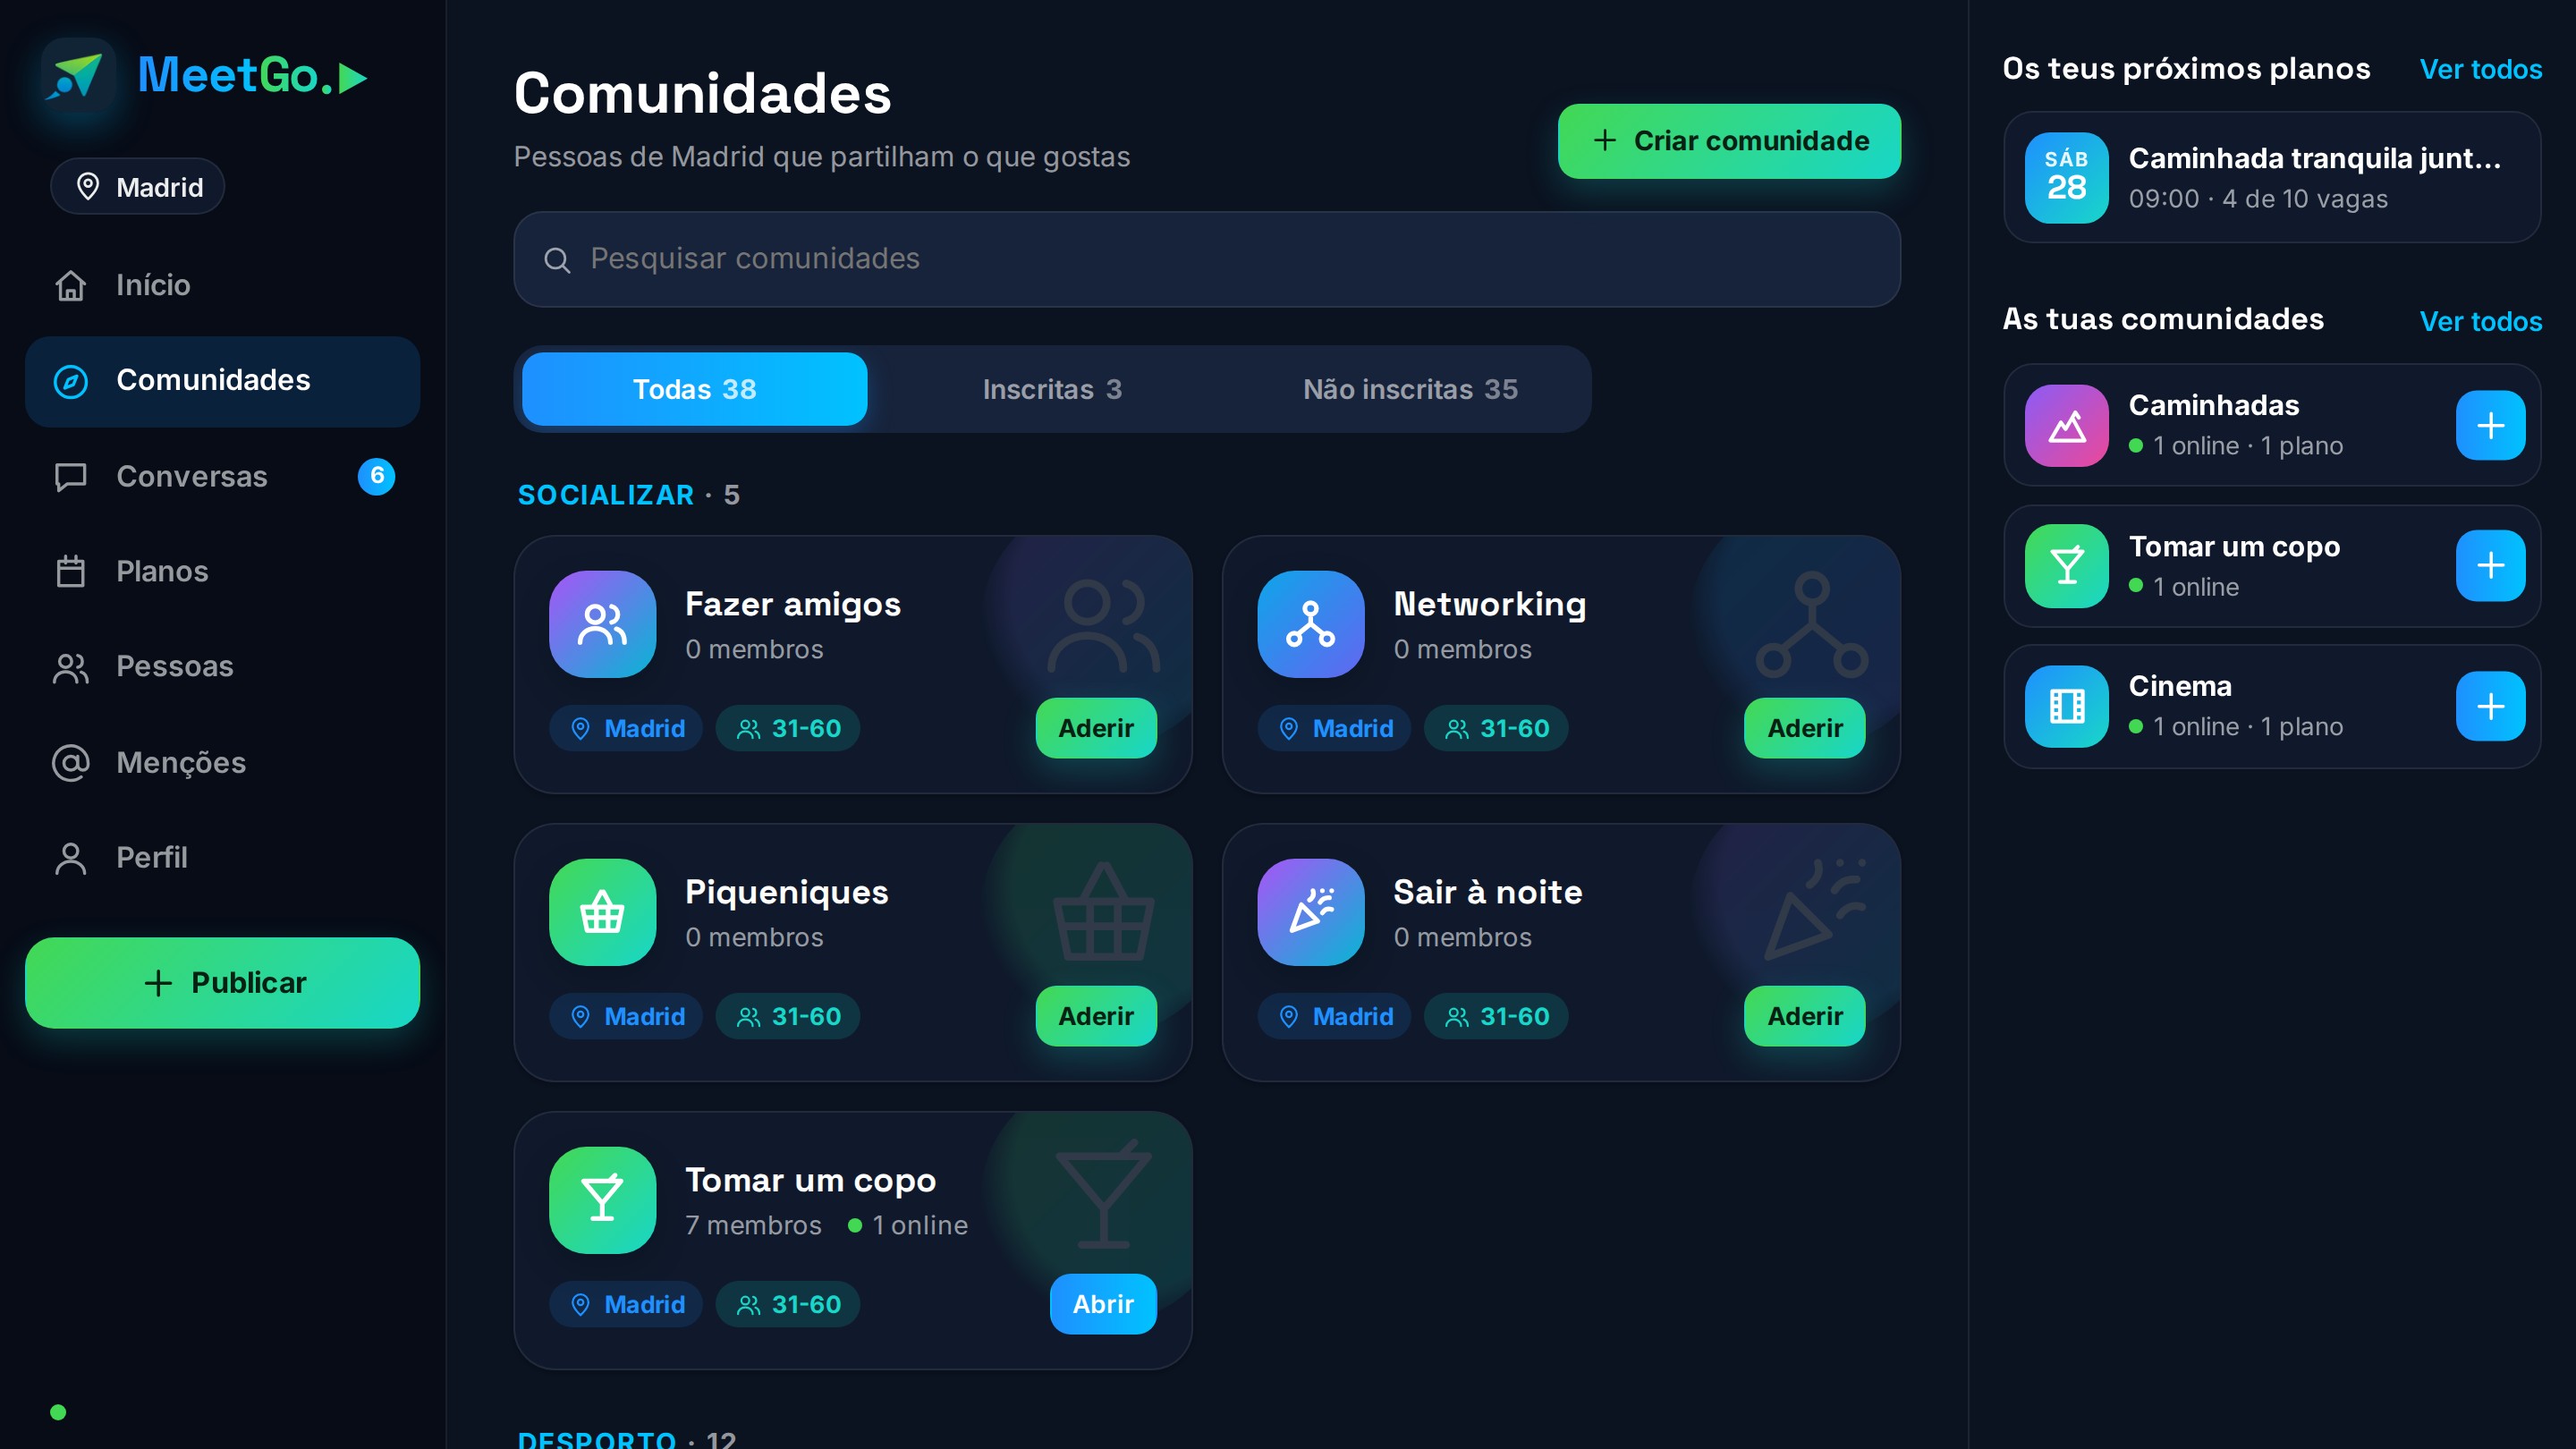 MeetGo.
Madrid
Início
Comunidades
Conversas 6
Planos
Pessoas
Menções
Perfil
Publicar
Comunidades
Pessoas de Madrid que partilham o que gostas
Criar comunidade
Pesquisar comunidades
Todas 38
Inscritas 3
Não inscritas 35
SOCIALIZAR · 5
Fazer amigos
0 membros
Madrid
31-60
Aderir
Networking
0 membros
Madrid
31-60
Aderir
Piqueniques
0 membros
Madrid
31-60
Aderir
Sair à noite
0 membros
Madrid
31-60
Aderir
Tomar um copo
7 membros 1 online
Madrid
31-60
Abrir
DESPORTO · 12
Os teus próximos planos
Ver todos
SÁB
28
Caminhada tranquila junt...
09:00 · 4 de 10 vagas
As tuas comunidades
Ver todos
Caminhadas
1 online · 1 plano
Tomar um copo
1 online
Cinema
1 online · 1 plano